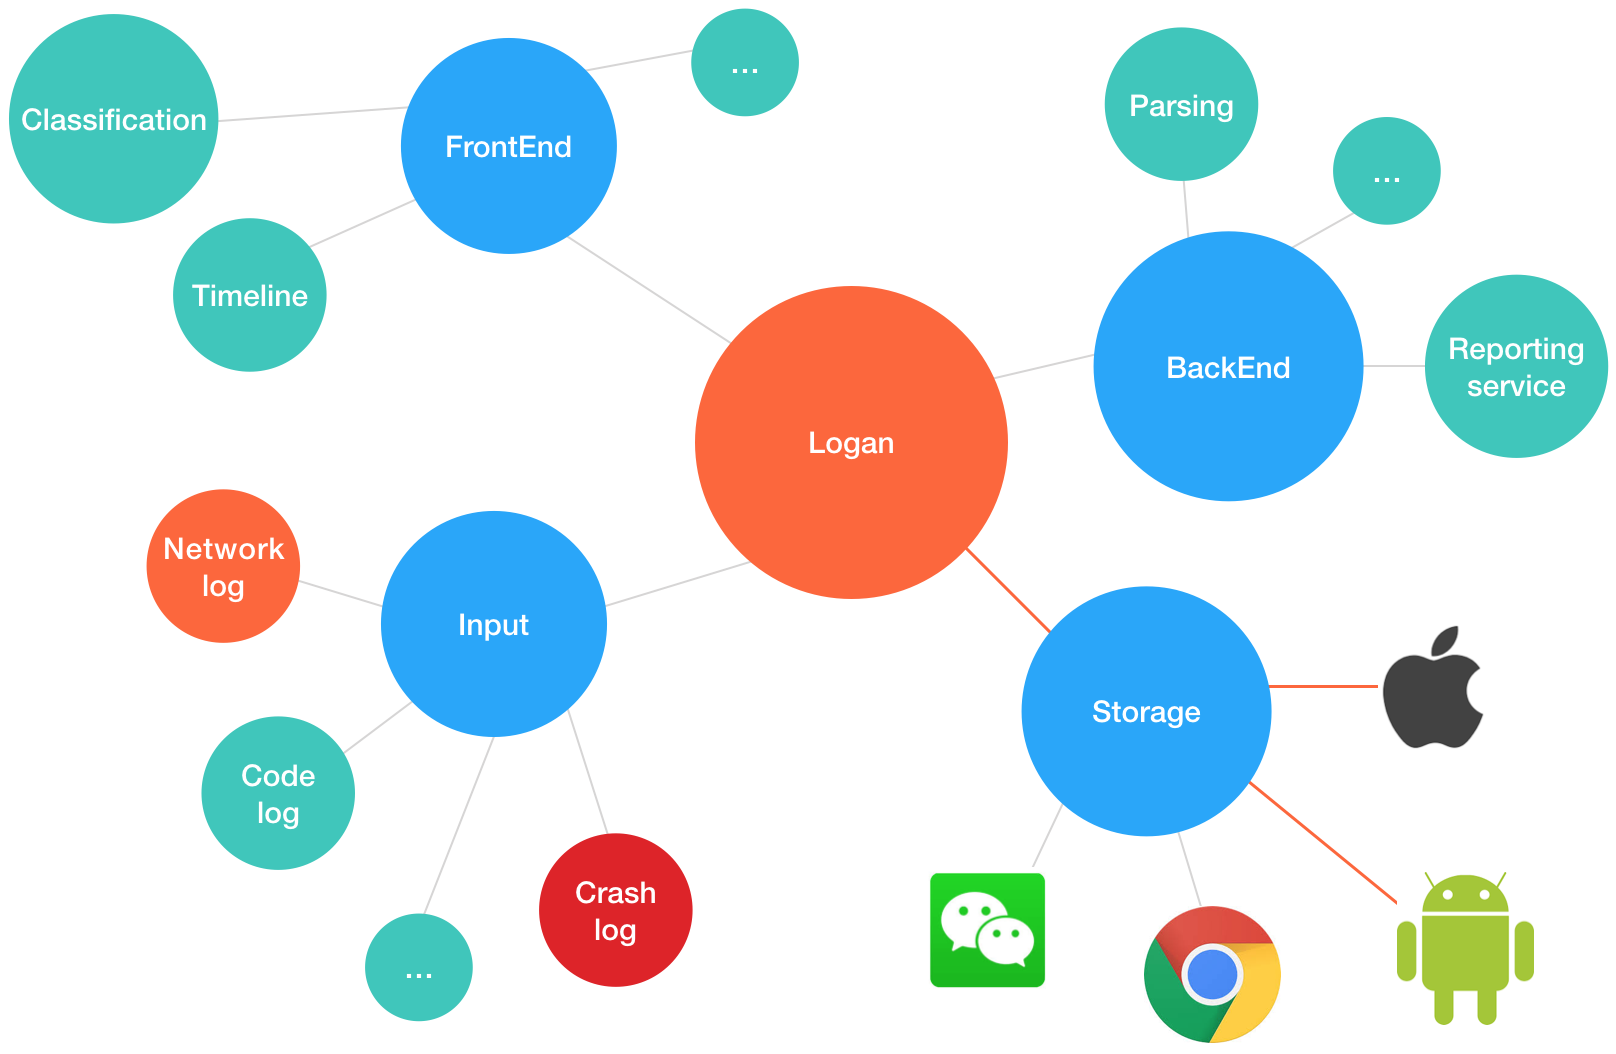 Classification
FrontEnd
...
Timeline
Parsing
...
BackEnd
Reporting
service
Logan
Network
log
Input
Code
log
...
Crash
log
Storage